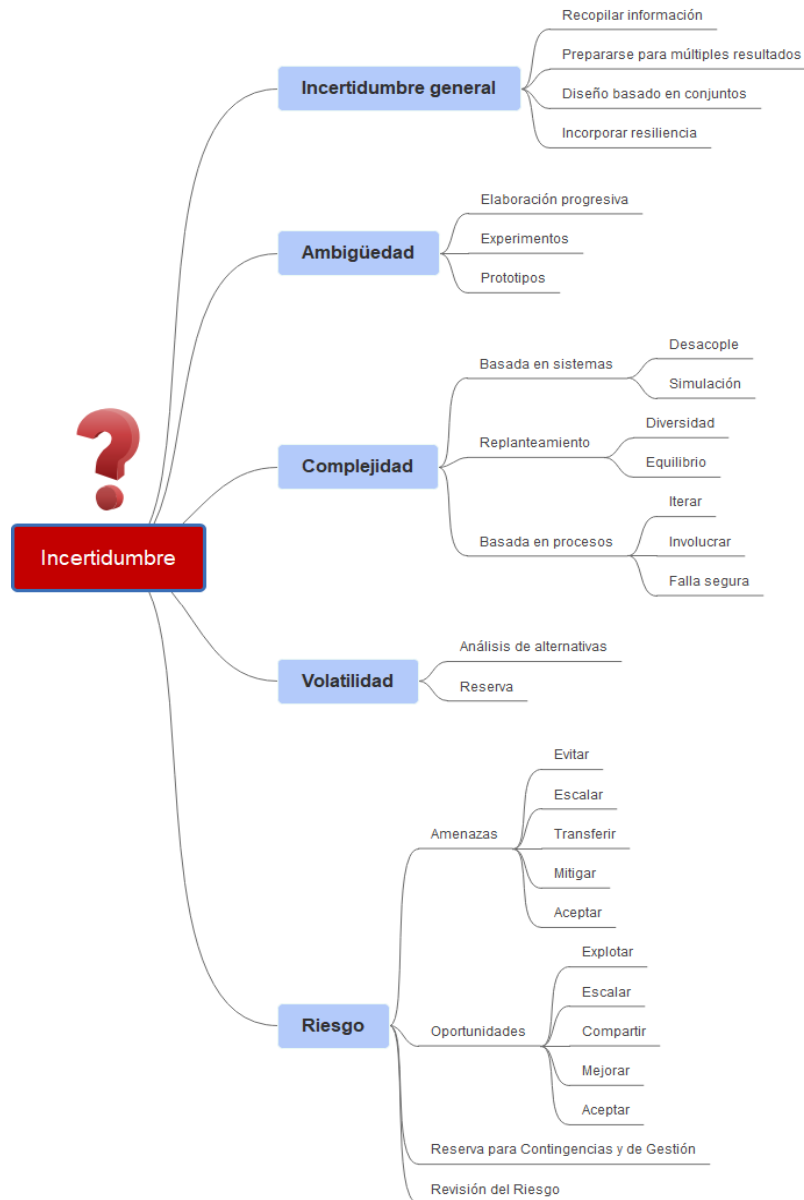 Incertidumbre
Incertidumbre general
Recopilar información
Prepararse para múltiples resultados
Diseño basado en conjuntos
Incorporar resiliencia
Ambigüedad
Elaboración progresiva
Experimentos
Prototipos
Complejidad
Basada en sistemas
Desacople
Simulación
Replanteamiento
Diversidad
Equilibrio
Basada en procesos
Iterar
Involucrar
Falla segura
Volatilidad
Análisis de alternativas
Reserva
Riesgo
Amenazas
Evitar
Escalar
Transferir
Mitigar
Aceptar
Oportunidades
Explotar
Escalar
Compartir
Mejorar
Aceptar
Reserva para Contingencias y de Gestión
Revisión del Riesgo